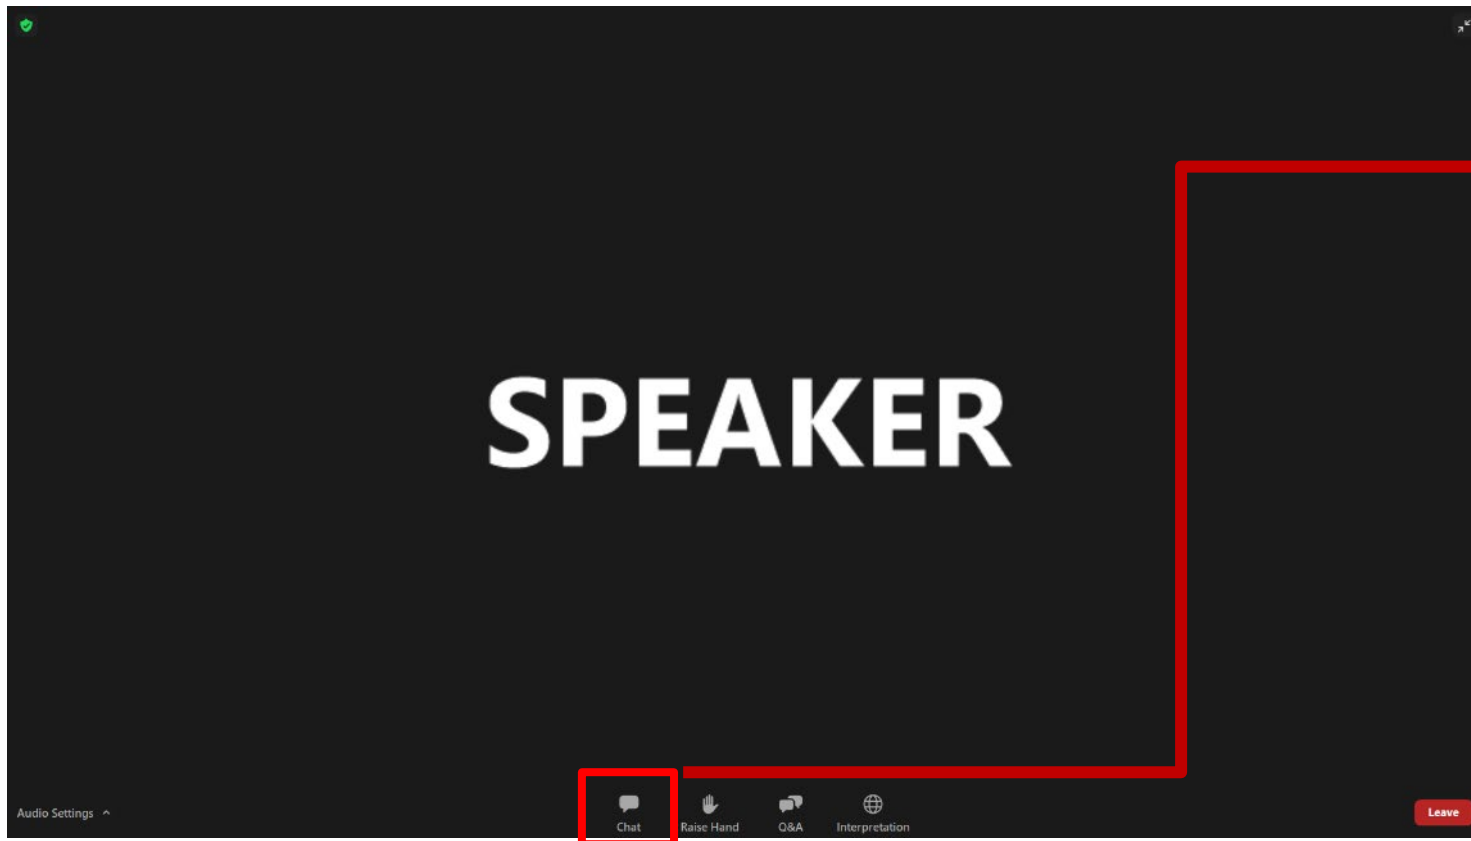 SPEAKER
Audio Settings
Chat
Raise Hand
Q&A
Interpretation
Leave